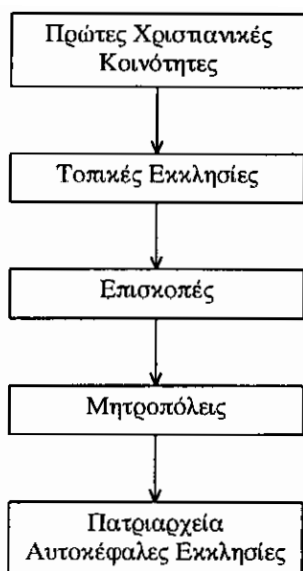 Πρώτες Χριστιανικές
Κοινότητες
Τοπικές Εκκλησίες
Επισκοπές
Μητροπόλεις
Πατριαρχεία
Αυτοκέφαλες Εκκλησίες